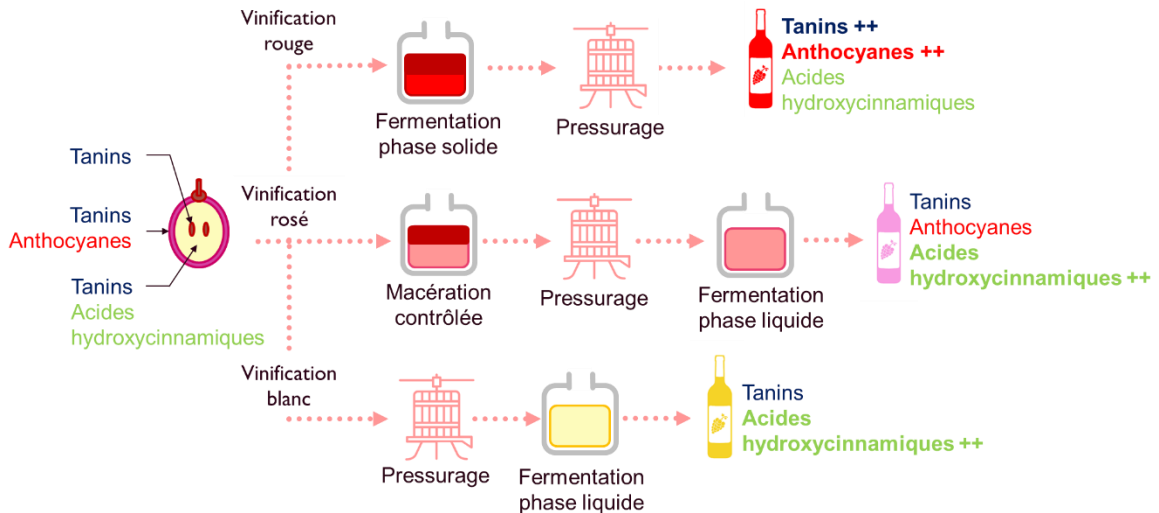 Vinification
rouge
Fermentation
phase solide
Pressurage
Tanins ++
Anthocyanes ++
Acides
hydroxycinnamiques
Tanins
Tanins
Anthocyanes
Tanins
Acides
hydroxycinnamiques
Vinification
rosé
Macération
contrôlée
Pressurage
Fermentation
phase liquide
Tanins
Anthocyanes
Acides
hydroxycinnamiques ++
Vinification
blanc
Pressurage
Fermentation
phase liquide
Tanins
Acides
hydroxycinnamiques ++